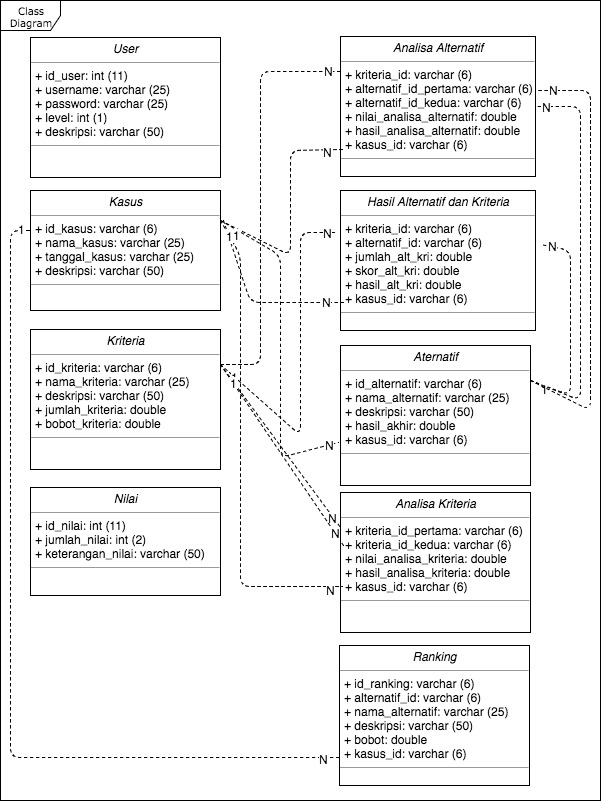 Class
Diagram
User
+ id_user: int (11)
+ username: varchar (25)
+ password: varchar (25)
+ level: int (1)
+ deskripsi: varchar (50)
Kasus
+ id_kasus: varchar (6)
+ nama_kasus: varchar (25)
+ tanggal_kasus: varchar (25)
+ deskripsi: varchar (50)
Kriteria
+ id_kriteria: varchar (6)
+ nama_kriteria: varchar (25)
+ deskripsi: varchar (50)
+ jumlah_kriteria: double
+ bobot_kriteria: double
Nilai
+ id_nilai: int (11)
+ jumlah_nilai: int (2)
+ keterangan_nilai: varchar (50)
1
1
1
1
Analisa Alternatif
+ kriteria_id: varchar (6)
+ alternatif_id_pertama: varchar (6)
+ alternatif_id_kedua: varchar (6)
+ nilai_analisa_alternatif: double
+ hasil_analisa_alternatif: double
+ kasus_id: varchar (6)
N
N
N
N
Hasil Alternatif dan Kriteria
+ kriteria_id: varchar (6)
+ alternatif_id: varchar (6)
+ jumlah_alt_kri: double
+ skor_alt_kri: double
+ hasil_alt_kri: double
+ kasus_id: varchar (6)
N
N
N
Aternatif
+ id_alternatif: varchar (6)
+ nama_alternatif: varchar (25)
+ deskripsi: varchar (50)
+ hasil_akhir: double
+ kasus_id: varchar (6)
1
N
Analisa Kriteria
+ kriteria_id_pertama: varchar (6)
+ kriteria_id_kedua: varchar (6)
+ nilai_analisa_kriteria: double
+ hasil_analisa_kriteria: double
+ kasus_id: varchar (6)
N
N
N
Ranking
+ id_ranking: varchar (6)
+ alternatif_id: varchar (6)
+ nama_alternatif: varchar (25)
+ deskripsi: varchar (50)
+ bobot: double
+ kasus_id: varchar (6)
N